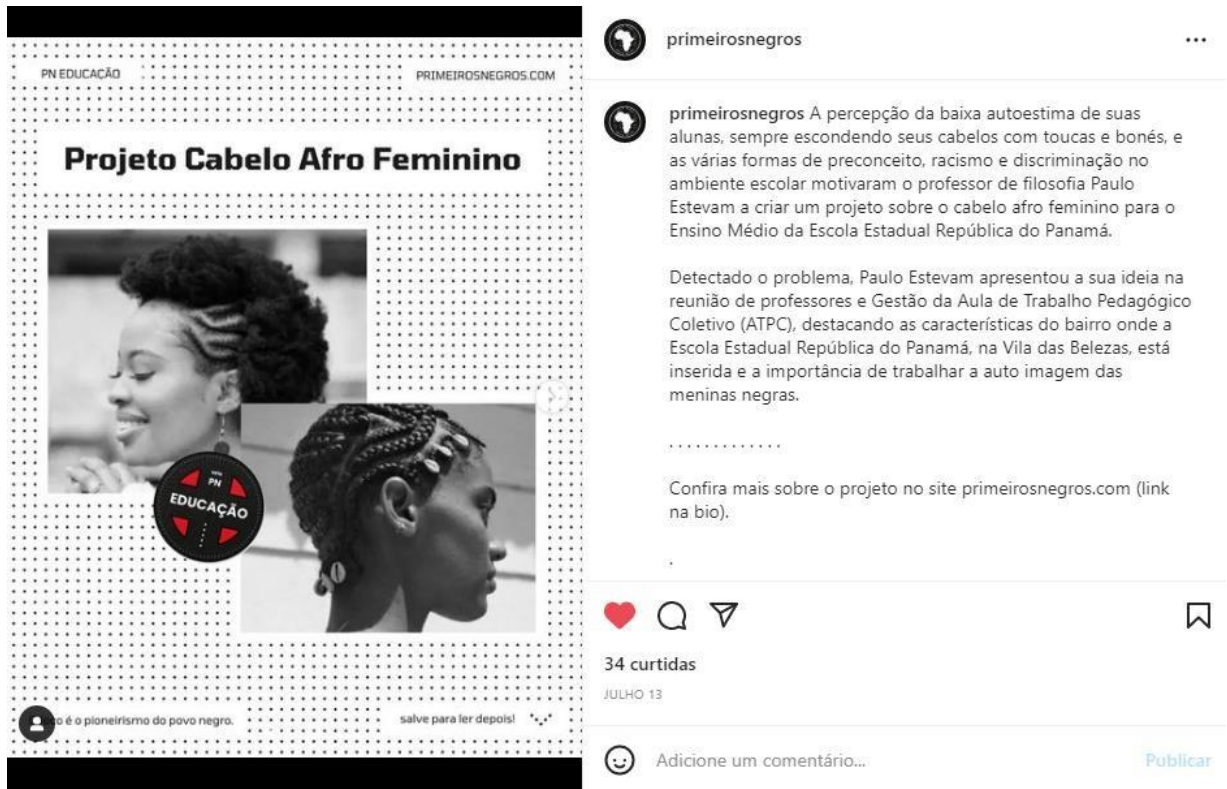 PN EDUCAÇÃO
PRIMEIROSNEGROS.COM
Projeto Cabelo Afro Feminino
selo
PN
EDUCAÇÃO
é o pioneirismo do povo negro.
salve para ler depois!
primeirosnegros
primeirosnegros A percepção da baixa autoestima de suas
alunas, sempre escondendo seus cabelos com toucas e bonés, e
as várias formas de preconceito, racismo e discriminação no
ambiente escolar motivaram o professor de filosofia Paulo
Estevam a criar um projeto sobre o cabelo afro feminino para o
Ensino Médio da Escola Estadual República do Panamá.
Detectado o problema, Paulo Estevam apresentou a sua ideia na
reunião de professores e Gestão da Aula de Trabalho Pedagógico
Coletivo (ATPC), destacando as características do bairro onde a
Escola Estadual República do Panamá, na Vila das Belezas, está
inserida e a importância de trabalhar a auto imagem das
meninas negras.
. . . . . . . . . . . . .
Confira mais sobre o projeto no site primeirosnegros.com (link
na bio).
.
34 curtidas
JULHO 13
Adicione um comentário...
Publicar